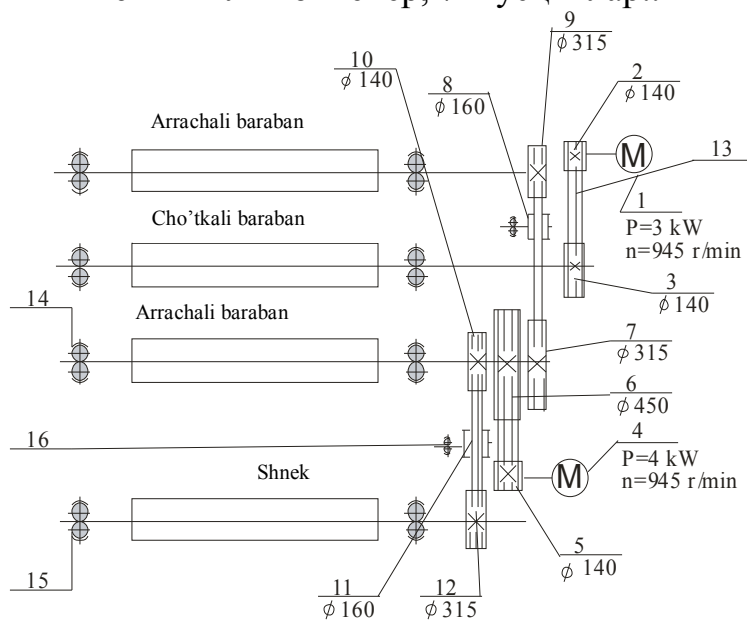 9
ϕ 315
10
ϕ 140
8
ϕ 160
2
ϕ 140
Arrachali baraban
M
13
1
P=3 kW
n=945 r/min
Cho'tkali baraban
3
ϕ 140
14
Arrachali baraban
7
ϕ 315
6
ϕ 450
16
4
P=4 kW
n=945 r/min
Shnek
M
5
ϕ 140
15
11
ϕ 160
12
ϕ 315